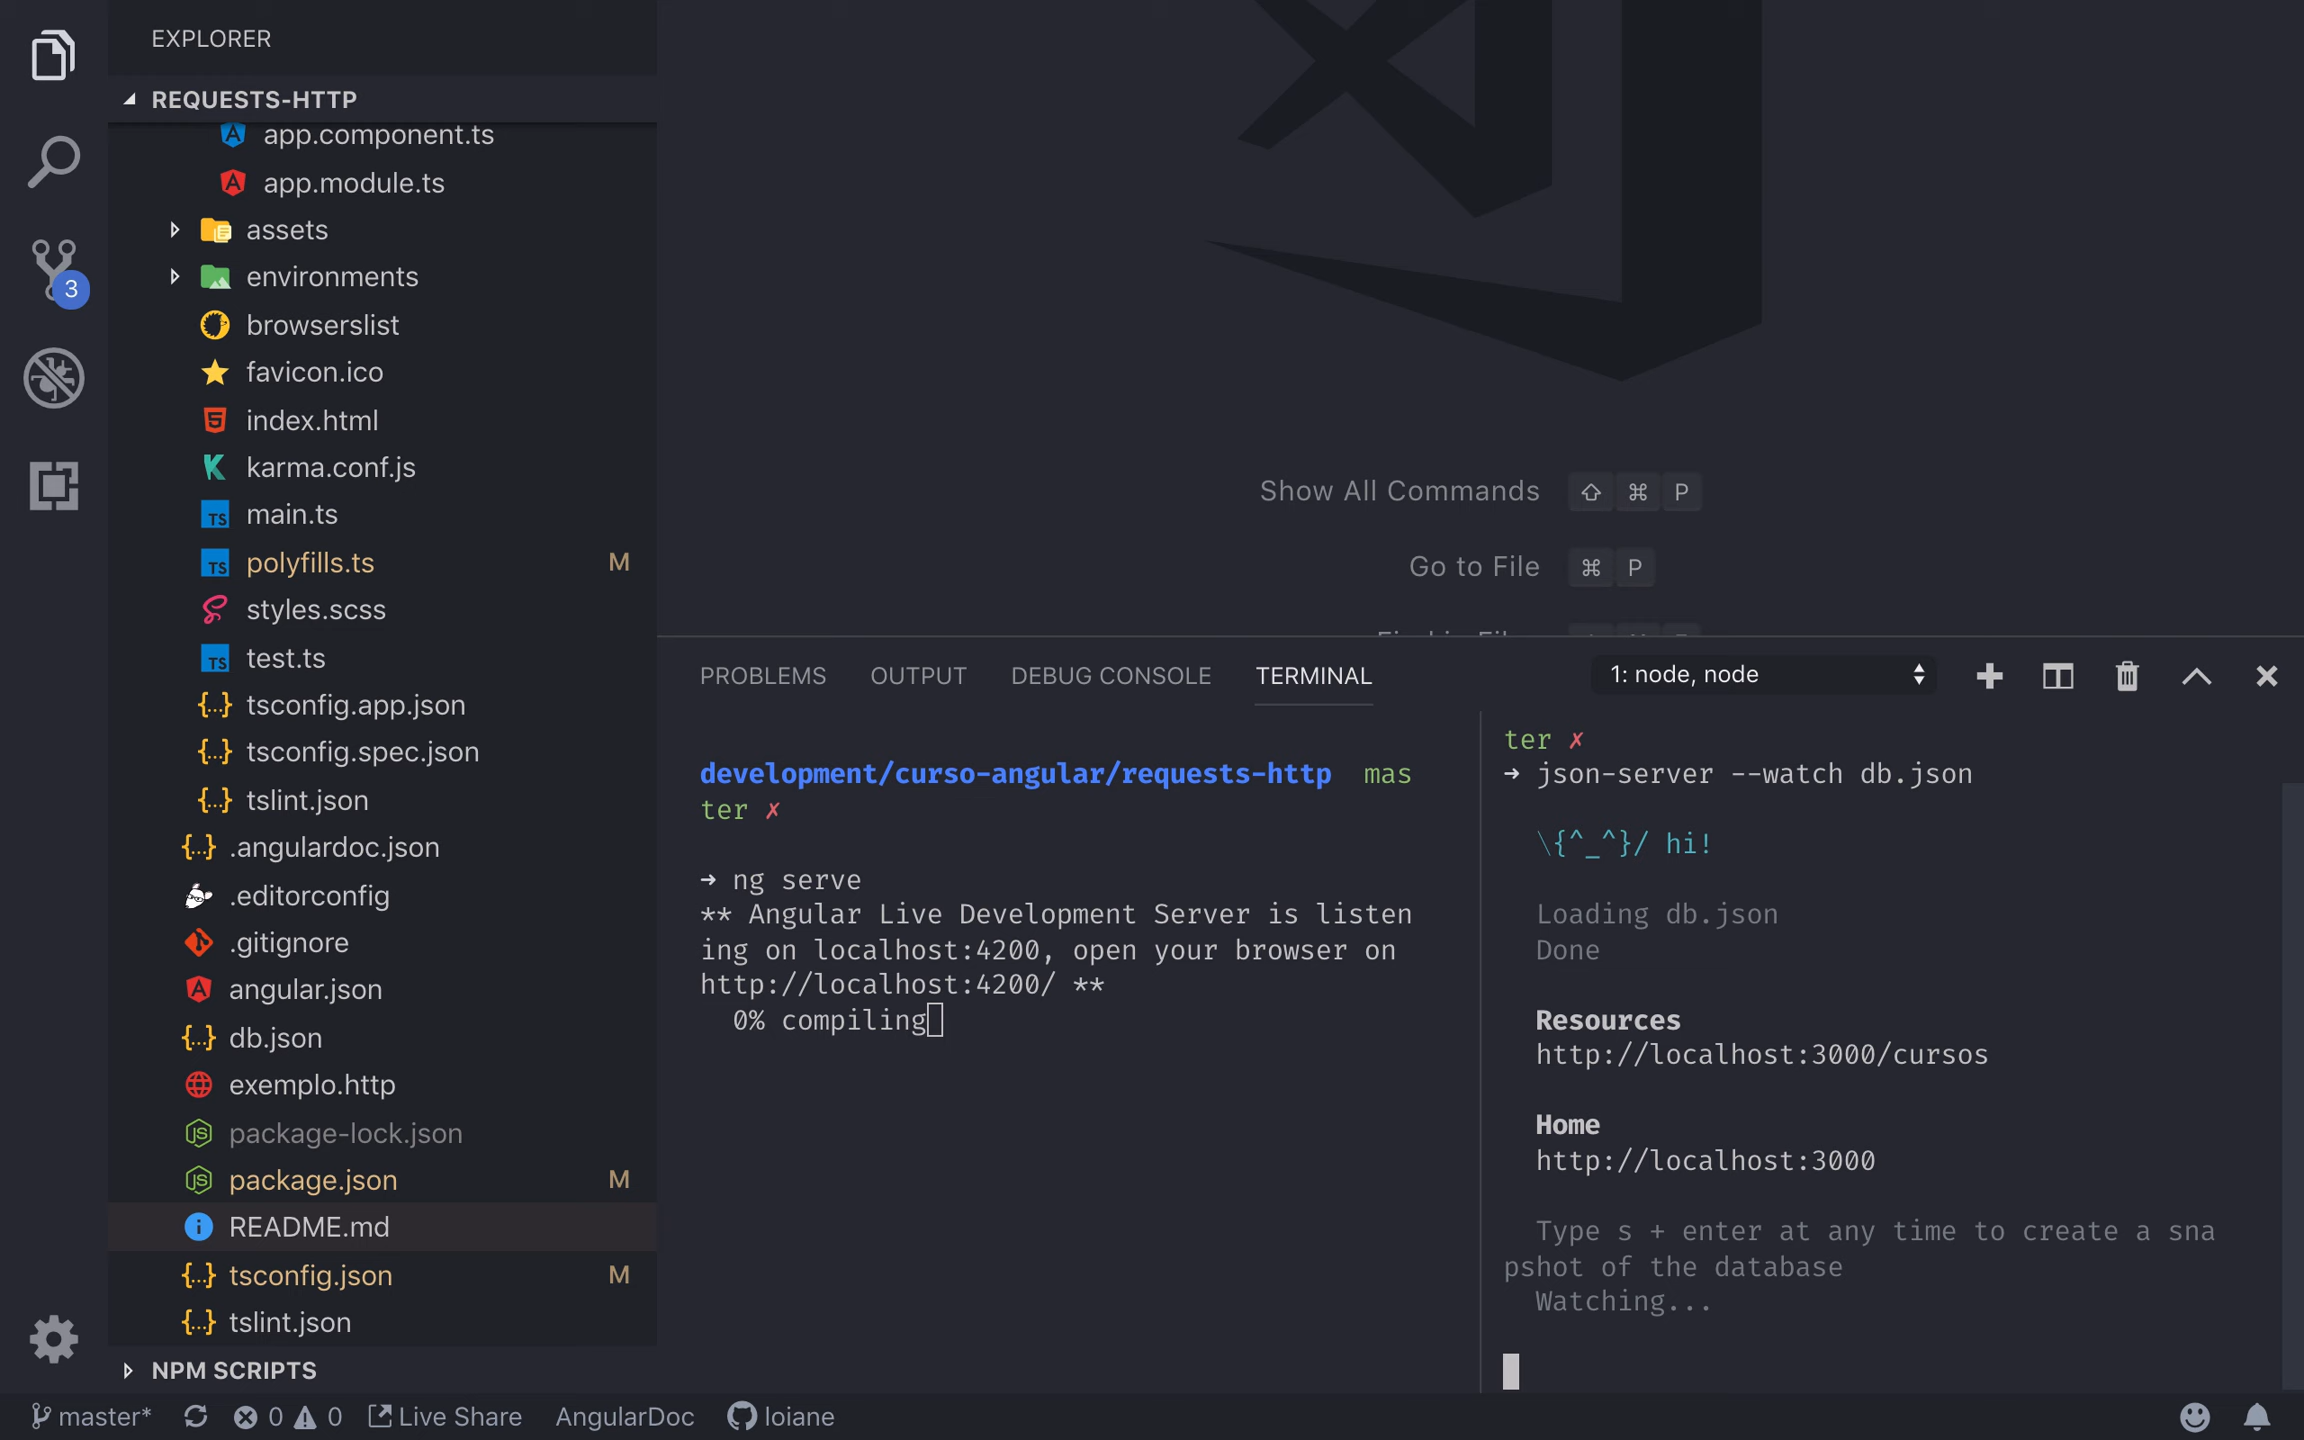 EXPLORER
REQUESTS-HTTP
app.component.ts
app.module.ts
assets
environments
browserslist
favicon.ico
index.html
karma.conf.js
main.ts
polyfills.ts M
styles.scss
test.ts
tsconfig.app.json
tsconfig.spec.json
tslint.json
.angulardoc.json
.editorconfig
.gitignore
angular.json
db.json
exemplo.http
package-lock.json
package.json M
README.md
tsconfig.json M
tslint.json
NPM SCRIPTS
3
Show All Commands ⇧ ⌘ P
Go to File ⌘ P
PROBLEMS OUTPUT DEBUG CONSOLE TERMINAL
1: node, node
development/curso-angular/requests-http mas
ter ✗
➜ ng serve
** Angular Live Development Server is listen
ing on localhost:4200, open your browser on
http://localhost:4200/ **
0% compiling
ter ✗
➜ json-server --watch db.json
\{^_^}/ hi!
Loading db.json
Done
Resources
http://localhost:3000/cursos
Home
http://localhost:3000
Type s + enter at any time to create a sna
pshot of the database
Watching...
master* 0 0 Live Share AngularDoc loiane